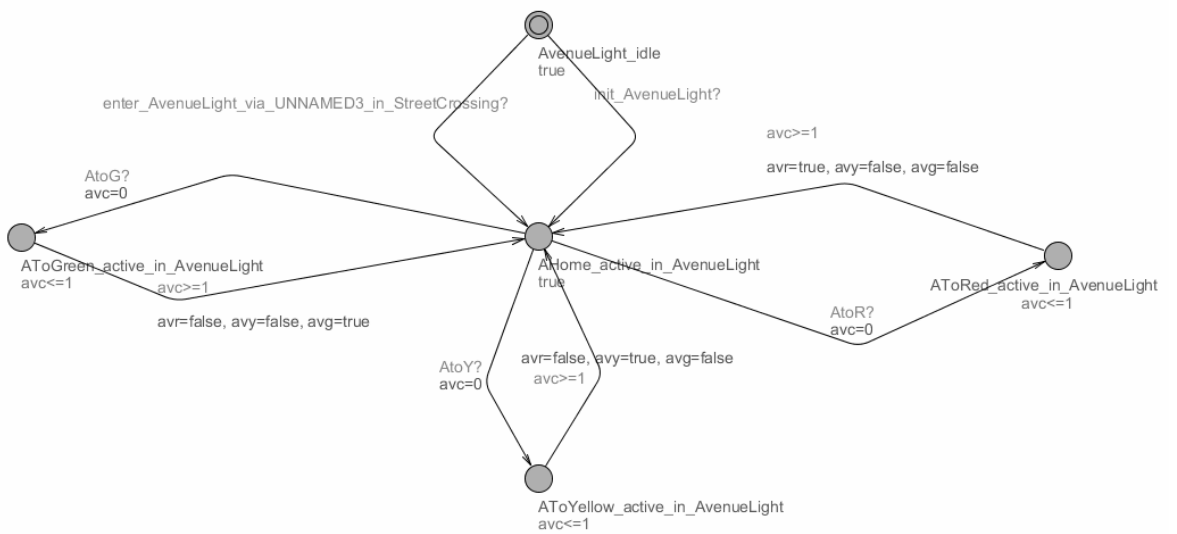 AvenueLight_idle
true
enter_AvenueLight_via_UNNAMED3_in_StreetCrossing?
init_AvenueLight?
avc>=1
avr=true, avy=false, avg=false
AtoG?
avc=0
AToGreen_active_in_AvenueLight
avc<=1
avc>=1
avr=false, avy=false, avg=true
AHome_active_in_AvenueLight
true
AToRed_active_in_AvenueLight
avc<=1
AtoR?
avc=0
AtoY?
avc=0
avr=false, avy=true, avg=false
avc>=1
AToYellow_active_in_AvenueLight
avc<=1